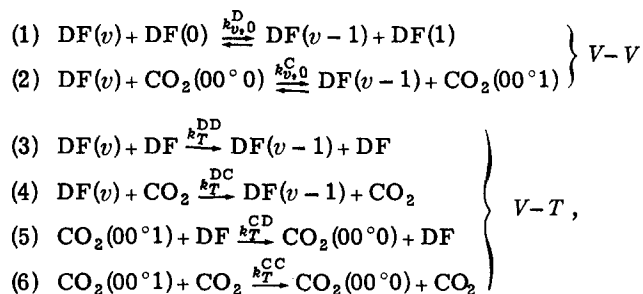 (1) DF(v) + DF(0) ⇌ DF(v − 1) + DF(1) k^D_{v,0}
(2) DF(v) + CO₂(00°0) ⇌ DF(v − 1) + CO₂(00°1) k^C_{v,0} } V−V
(3) DF(v) + DF → DF(v − 1) + DF k_T^{DD}
(4) DF(v) + CO₂ → DF(v − 1) + CO₂ k_T^{DC}
(5) CO₂(00°1) + DF → CO₂(00°0) + DF k_T^{CD} } V−T ,
(6) CO₂(00°1) + CO₂ → CO₂(00°0) + CO₂ k_T^{CC}